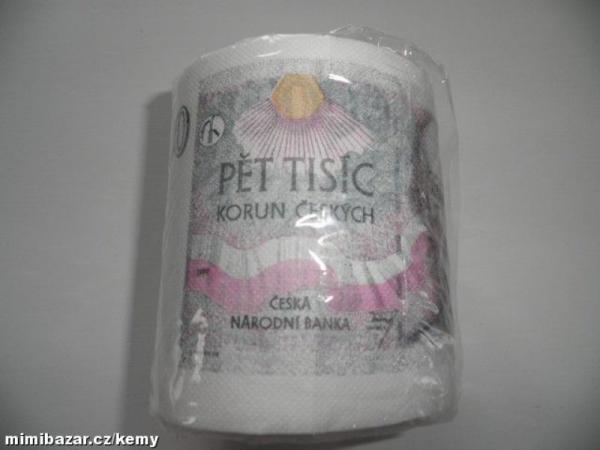 PĚT TISÍC
KORUN ČESKÝCH
ČESKÁ
NÁRODNÍ BANKA
mimibazar.cz/kemy